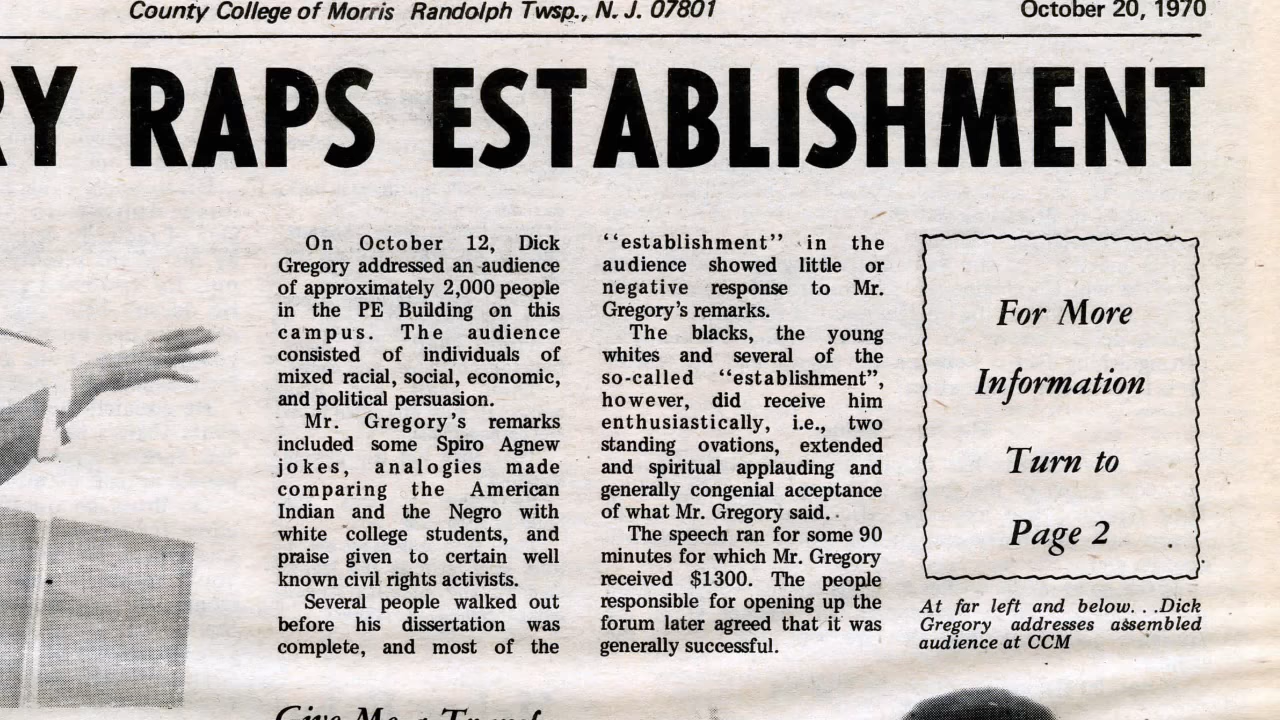 County College of Morris Randolph Twsp., N. J. 07801
October 20, 1970
RY RAPS ESTABLISHMENT
On October 12, Dick
Gregory addressed an audience
of approximately 2,000 people
in the PE Building on this
campus. The audience
consisted of individuals of
mixed racial, social, economic,
and political persuasion.
Mr. Gregory's remarks
included some Spiro Agnew
jokes, analogies made
comparing the American
Indian and the Negro with
white college students, and
praise given to certain well
known civil rights activists.
Several people walked out
before his dissertation was
complete, and most of the
"establishment" in the
audience showed little or
negative response to Mr.
Gregory's remarks.
The blacks, the young
whites and several of the
so-called "establishment",
however, did receive him
enthusiastically, i.e., two
standing ovations, extended
and spiritual applauding and
generally congenial acceptance
of what Mr. Gregory said.
The speech ran for some 90
minutes for which Mr. Gregory
received $1300. The people
responsible for opening up the
forum later agreed that it was
generally successful.
For More
Information
Turn to
Page 2
At far left and below. . .Dick
Gregory addresses assembled
audience at CCM
Give Me a